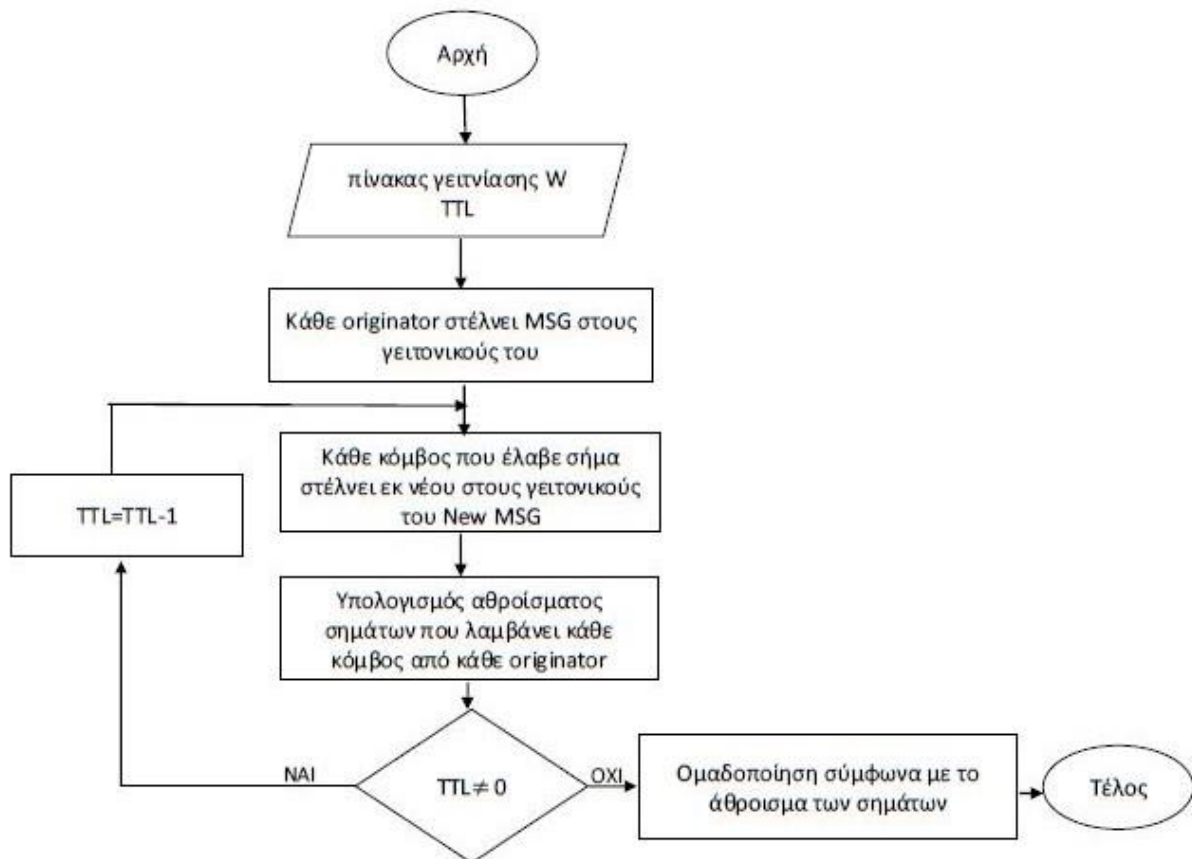 Αρχή
πίνακας γειτνίασης W
TTL
Κάθε originator στέλνει MSG στους
γειτονικούς του
Κάθε κόμβος που έλαβε σήμα
στέλνει εκ νέου στους γειτονικούς
του New MSG
TTL=TTL-1
Υπολογισμός αθροίσματος
σημάτων που λαμβάνει κάθε
κόμβος από κάθε originator
ΝΑΙ
TTL≠ 0
ΟΧΙ
Ομαδοποίηση σύμφωνα με το
άθροισμα των σημάτων
Τέλος